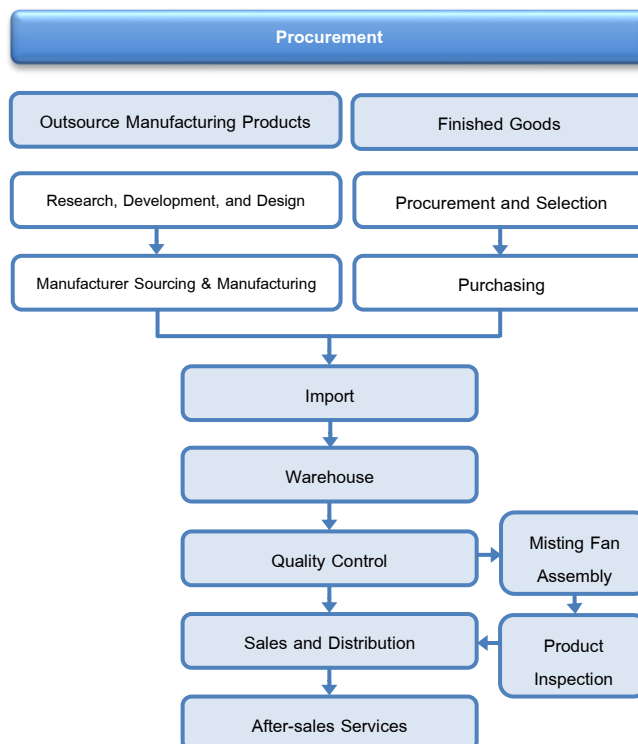 Procurement
Outsource Manufacturing Products
Finished Goods
Research, Development, and Design
Procurement and Selection
Manufacturer Sourcing & Manufacturing
Purchasing
Import
Warehouse
Quality Control
Misting Fan
Assembly
Sales and Distribution
Product
Inspection
After-sales Services